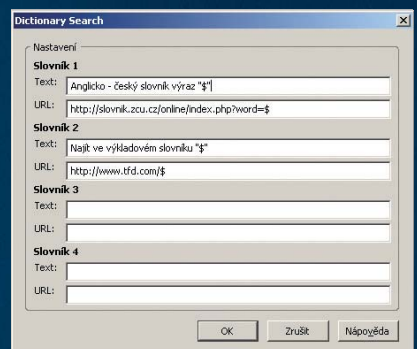 Dictionary Search
Nastavení
Slovník 1
Text: Anglicko - český slovník výraz "$"
URL: http://slovnik.zcu.cz/online/index.php?word=$
Slovník 2
Text: Najít ve výkladovém slovníku "$"
URL: http://www.tfd.com/$
Slovník 3
Text:
URL:
Slovník 4
Text:
URL:
OK Zrušit Nápověda